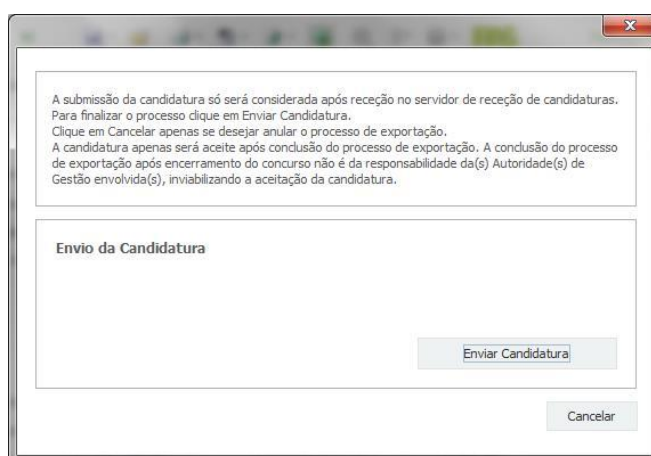 X
A submissão da candidatura só será considerada após receção no servidor de receção de candidaturas.
Para finalizar o processo clique em Enviar Candidatura.
Clique em Cancelar apenas se desejar anular o processo de exportação.
A candidatura apenas será aceite após conclusão do processo de exportação. A conclusão do processo
de exportação após encerramento do concurso não é da responsabilidade da(s) Autoridade(s) de
Gestão envolvida(s), inviabilizando a aceitação da candidatura.
Envio da Candidatura
Enviar Candidatura
Cancelar